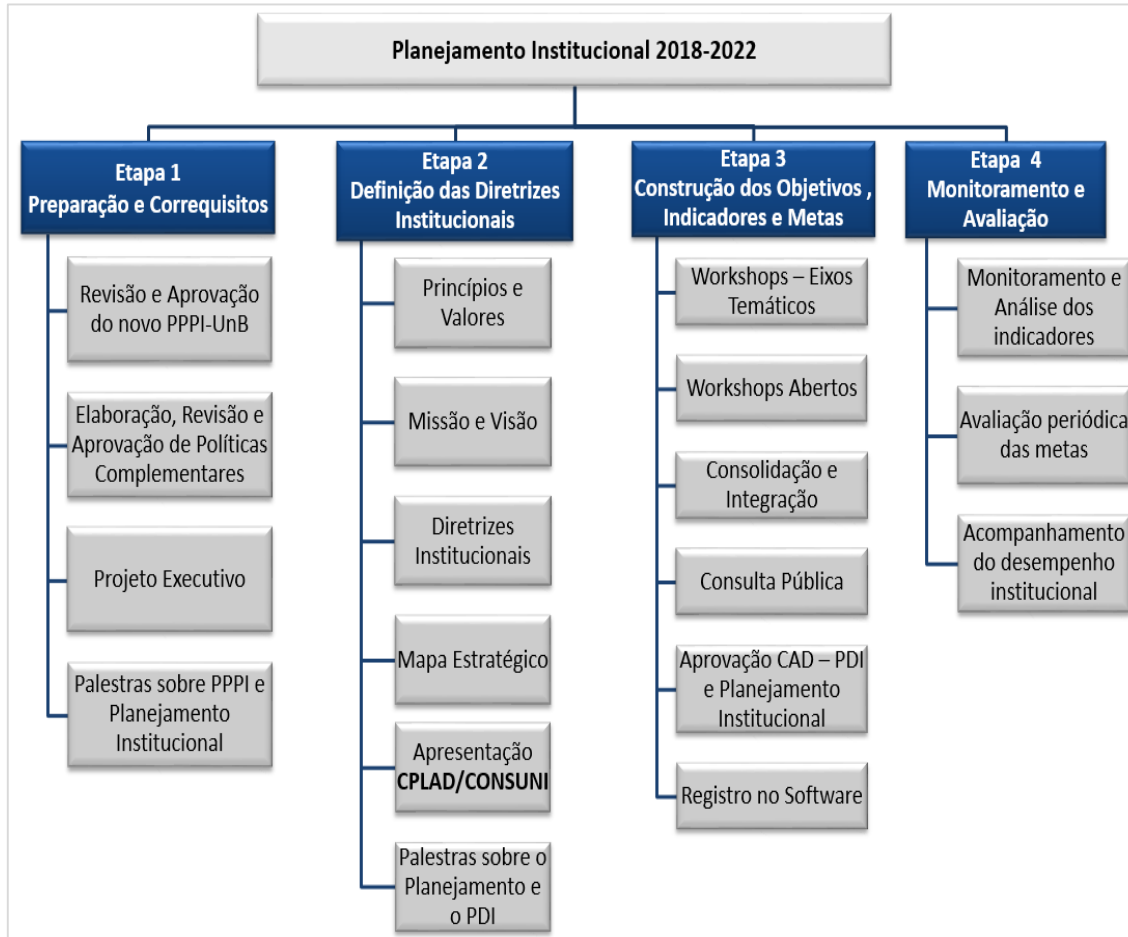 Planejamento Institucional 2018-2022
Etapa 1
Preparação e Correquisitos
Revisão e Aprovação
do novo PPPI-UnB
Elaboração, Revisão e
Aprovação de Políticas
Complementares
Projeto Executivo
Palestras sobre PPPI e
Planejamento
Institucional
Etapa 2
Definição das Diretrizes
Institucionais
Princípios e
Valores
Missão e Visão
Diretrizes
Institucionais
Mapa Estratégico
Apresentação
CPLAD/CONSUNI
Palestras sobre o
Planejamento e
o PDI
Etapa 3
Construção dos Objetivos ,
Indicadores e Metas
Workshops – Eixos
Temáticos
Workshops Abertos
Consolidação e
Integração
Consulta Pública
Aprovação CAD – PDI
e Planejamento
Institucional
Registro no Software
Etapa 4
Monitoramento e
Avaliação
Monitoramento e
Análise dos
indicadores
Avaliação periódica
das metas
Acompanhamento
do desempenho
institucional